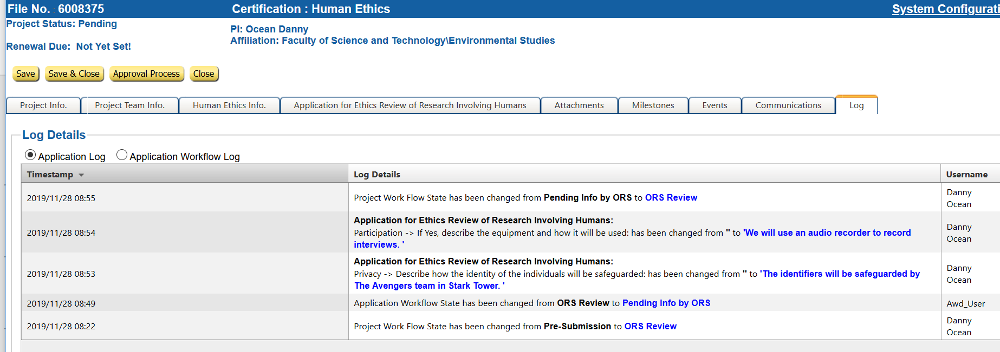 File No. 6008375 Certification : Human Ethics System Configurati
Project Status: Pending
PI: Ocean Danny
Affiliation: Faculty of Science and Technology\Environmental Studies
Renewal Due: Not Yet Set!
Save Save & Close Approval Process Close
Project Info. Project Team Info. Human Ethics Info. Application for Ethics Review of Research Involving Humans Attachments Milestones Events Communications Log
Log Details
Application Log Application Workflow Log
Timestamp Log Details Username
2019/11/28 08:55 Project Work Flow State has been changed from Pending Info by ORS to ORS Review Danny
Ocean
Application for Ethics Review of Research Involving Humans:
2019/11/28 08:54 Participation -> If Yes, describe the equipment and how it will be used: has been changed from '' to 'We will use an audio recorder to record
interviews. '
Danny
Ocean
Application for Ethics Review of Research Involving Humans:
2019/11/28 08:53 Privacy -> Describe how the identity of the individuals will be safeguarded: has been changed from '' to 'The identifiers will be safeguarded by
The Avengers team in Stark Tower. '
Danny
Ocean
2019/11/28 08:49 Application Workflow State has been changed from ORS Review to Pending Info by ORS Awd_User
2019/11/28 08:22 Project Work Flow State has been changed from Pre-Submission to ORS Review Danny
Ocean